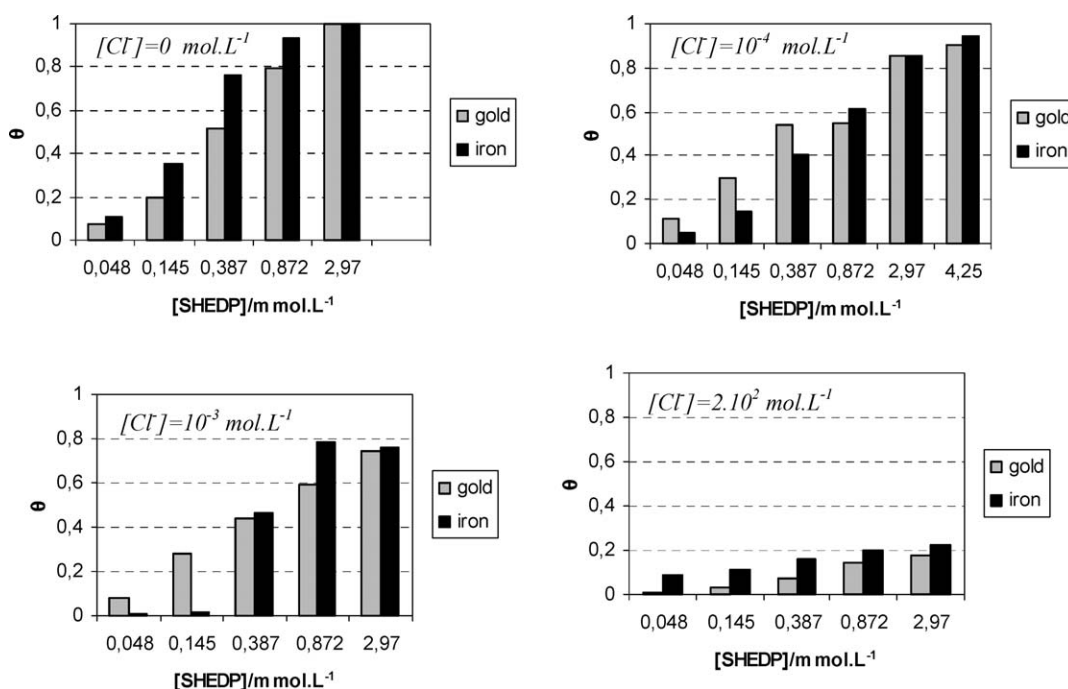 [Cl⁻]=0 mol.L⁻¹
1
0,8
0,6
0,4
0,2
0
θ
0,048 0,145 0,387 0,872 2,97
[SHEDP]/m mol.L⁻¹
gold
iron
[Cl⁻]=10⁻⁴ mol.L⁻¹
1
0,8
0,6
0,4
0,2
0
θ
0,048 0,145 0,387 0,872 2,97 4,25
[SHEDP]/m mol.L⁻¹
gold
iron
[Cl⁻]=10⁻³ mol.L⁻¹
1
0,8
0,6
0,4
0,2
0
θ
0,048 0,145 0,387 0,872 2,97
[SHEDP]/m mol.L⁻¹
gold
iron
[Cl⁻]=2.10² mol.L⁻¹
1
0,8
0,6
0,4
0,2
0
θ
0,048 0,145 0,387 0,872 2,97
[SHEDP]/m mol.L⁻¹
gold
iron